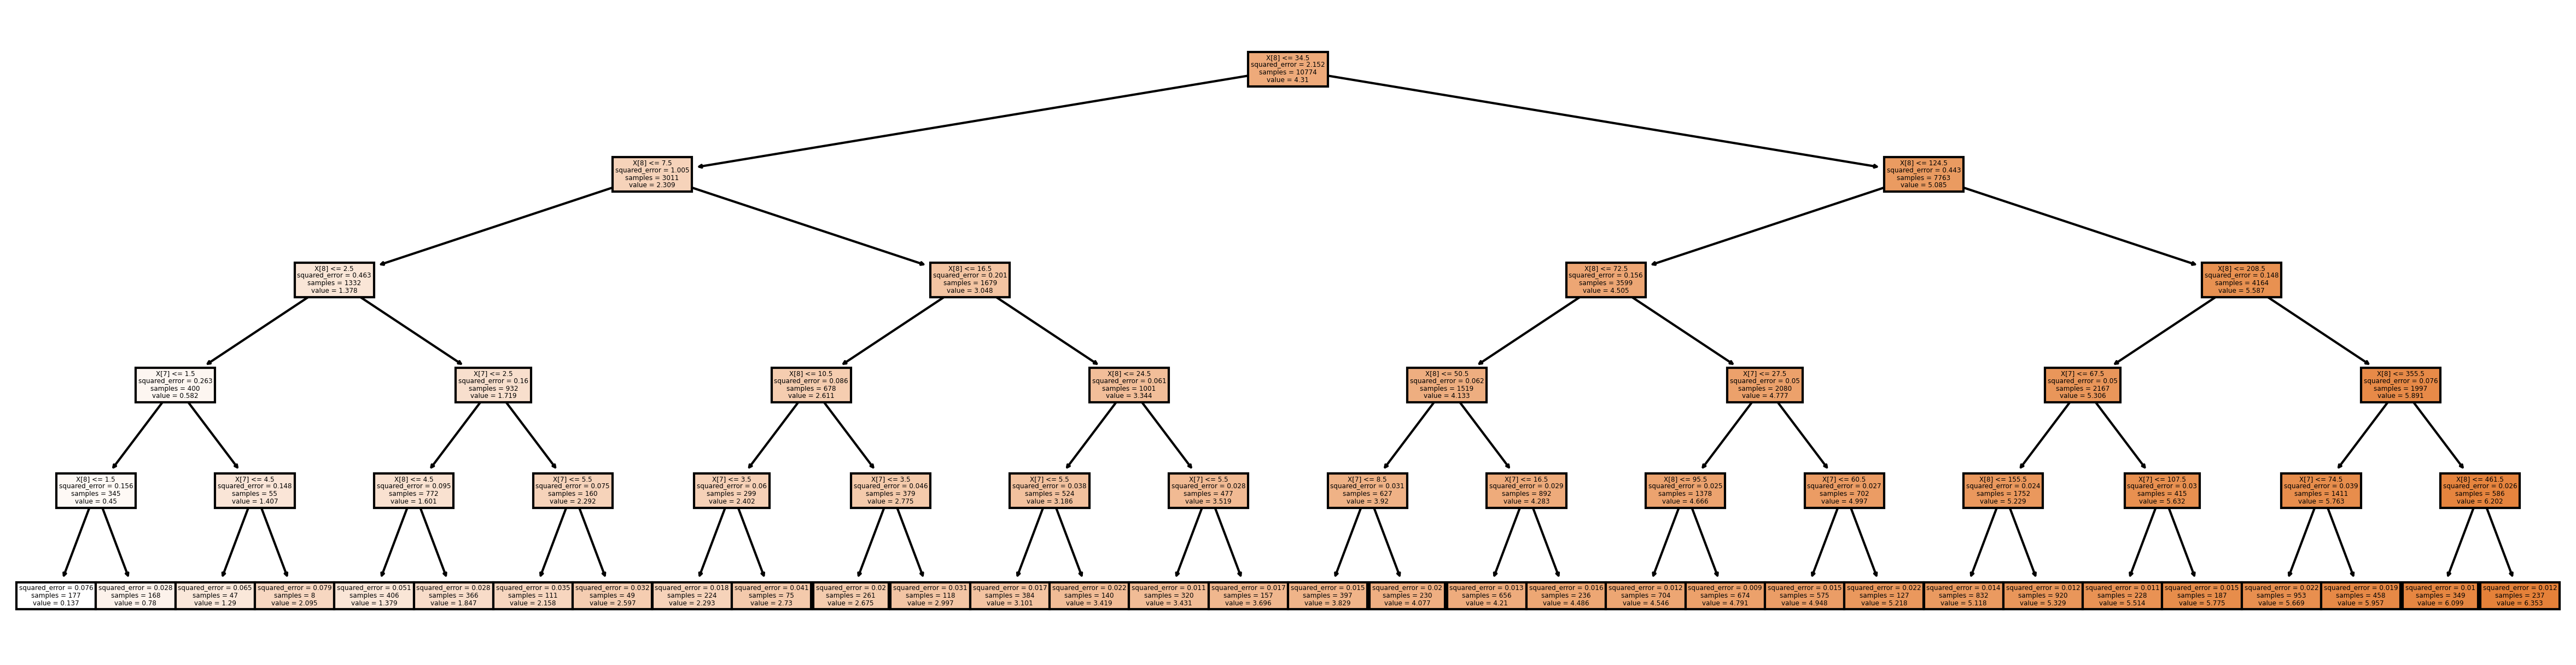 X[8] <= 34.5
squared_error = 2.152
samples = 10774
value = 4.31
X[8] <= 7.5
squared_error = 1.005
samples = 3011
value = 2.309
X[8] <= 124.5
squared_error = 0.443
samples = 7763
value = 5.085
X[8] <= 2.5
squared_error = 0.463
samples = 1332
value = 1.378
X[8] <= 16.5
squared_error = 0.201
samples = 1679
value = 3.048
X[8] <= 72.5
squared_error = 0.156
samples = 3599
value = 4.505
X[8] <= 208.5
squared_error = 0.148
samples = 4164
value = 5.587
X[7] <= 1.5
squared_error = 0.263
samples = 400
value = 0.582
X[7] <= 2.5
squared_error = 0.16
samples = 932
value = 1.719
X[8] <= 10.5
squared_error = 0.086
samples = 678
value = 2.611
X[8] <= 24.5
squared_error = 0.061
samples = 1001
value = 3.344
X[8] <= 50.5
squared_error = 0.062
samples = 1519
value = 4.133
X[7] <= 27.5
squared_error = 0.05
samples = 2080
value = 4.777
X[7] <= 67.5
squared_error = 0.05
samples = 2167
value = 5.306
X[8] <= 355.5
squared_error = 0.076
samples = 1997
value = 5.891
X[8] <= 1.5
squared_error = 0.156
samples = 345
value = 0.45
X[7] <= 4.5
squared_error = 0.148
samples = 55
value = 1.407
X[8] <= 4.5
squared_error = 0.095
samples = 772
value = 1.601
X[7] <= 5.5
squared_error = 0.075
samples = 160
value = 2.292
X[7] <= 3.5
squared_error = 0.06
samples = 299
value = 2.402
X[7] <= 3.5
squared_error = 0.046
samples = 379
value = 2.775
X[7] <= 5.5
squared_error = 0.038
samples = 524
value = 3.186
X[7] <= 5.5
squared_error = 0.028
samples = 477
value = 3.519
X[7] <= 8.5
squared_error = 0.031
samples = 627
value = 3.92
X[7] <= 16.5
squared_error = 0.029
samples = 892
value = 4.283
X[8] <= 95.5
squared_error = 0.025
samples = 1378
value = 4.666
X[7] <= 60.5
squared_error = 0.027
samples = 702
value = 4.997
X[8] <= 155.5
squared_error = 0.024
samples = 1752
value = 5.229
X[7] <= 107.5
squared_error = 0.03
samples = 415
value = 5.632
X[7] <= 74.5
squared_error = 0.039
samples = 1411
value = 5.763
X[8] <= 461.5
squared_error = 0.026
samples = 586
value = 6.202
squared_error = 0.076
samples = 177
value = 0.137
squared_error = 0.028
samples = 168
value = 0.78
squared_error = 0.065
samples = 47
value = 1.29
squared_error = 0.079
samples = 8
value = 2.095
squared_error = 0.051
samples = 406
value = 1.379
squared_error = 0.028
samples = 366
value = 1.847
squared_error = 0.035
samples = 111
value = 2.158
squared_error = 0.032
samples = 49
value = 2.597
squared_error = 0.018
samples = 224
value = 2.293
squared_error = 0.041
samples = 75
value = 2.73
squared_error = 0.02
samples = 261
value = 2.675
squared_error = 0.031
samples = 118
value = 2.997
squared_error = 0.017
samples = 384
value = 3.101
squared_error = 0.022
samples = 140
value = 3.419
squared_error = 0.011
samples = 320
value = 3.431
squared_error = 0.017
samples = 157
value = 3.696
squared_error = 0.015
samples = 397
value = 3.829
squared_error = 0.02
samples = 230
value = 4.077
squared_error = 0.013
samples = 656
value = 4.21
squared_error = 0.016
samples = 236
value = 4.486
squared_error = 0.012
samples = 704
value = 4.546
squared_error = 0.009
samples = 674
value = 4.791
squared_error = 0.015
samples = 575
value = 4.948
squared_error = 0.022
samples = 127
value = 5.218
squared_error = 0.014
samples = 832
value = 5.118
squared_error = 0.012
samples = 920
value = 5.329
squared_error = 0.011
samples = 228
value = 5.514
squared_error = 0.015
samples = 187
value = 5.775
squared_error = 0.022
samples = 953
value = 5.669
squared_error = 0.019
samples = 458
value = 5.957
squared_error = 0.01
samples = 349
value = 6.099
squared_error = 0.012
samples = 237
value = 6.353